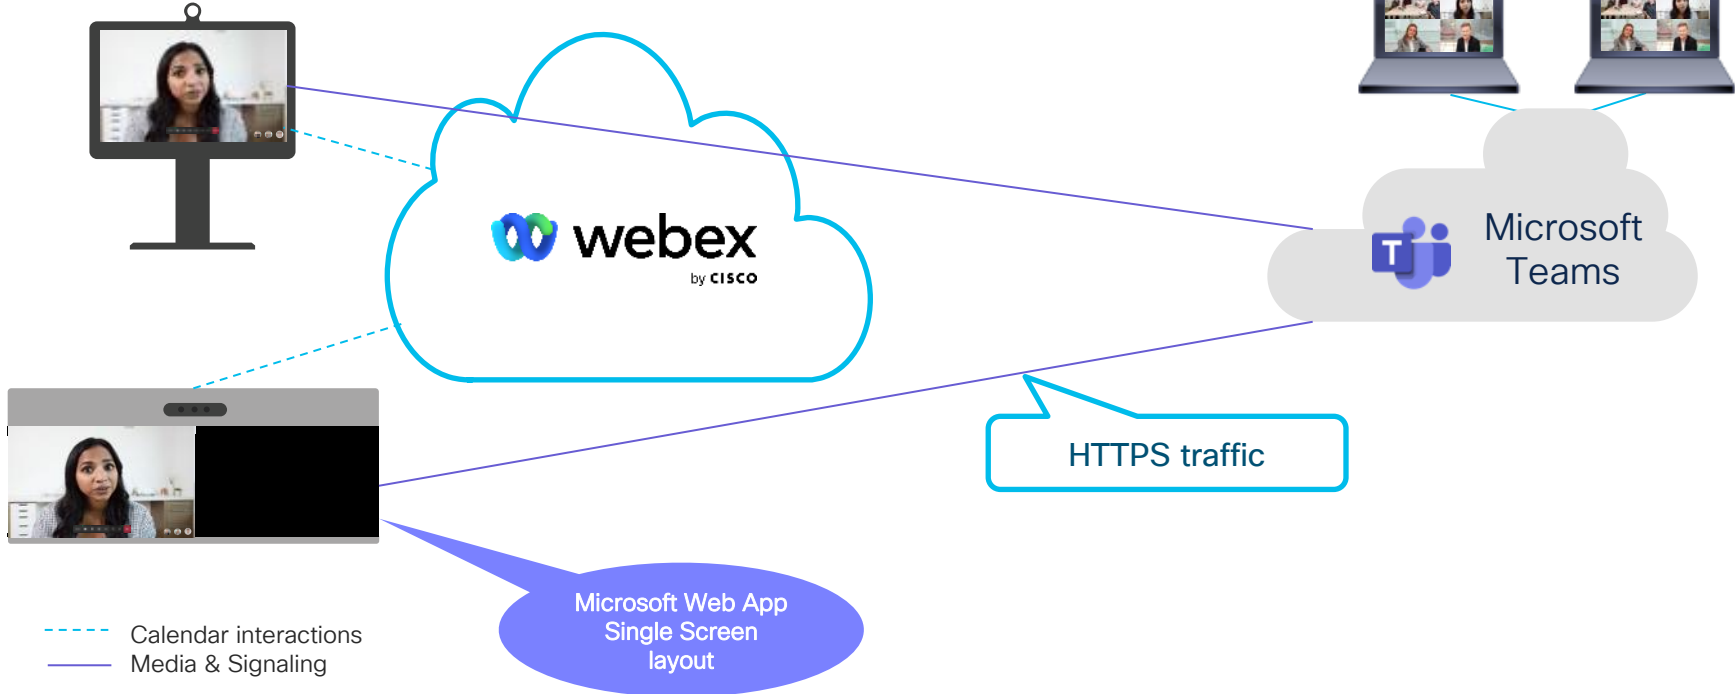 webex
by CISCO
T
Microsoft
Teams
HTTPS traffic
Microsoft Web App
Single Screen
layout
Calendar interactions
Media & Signaling